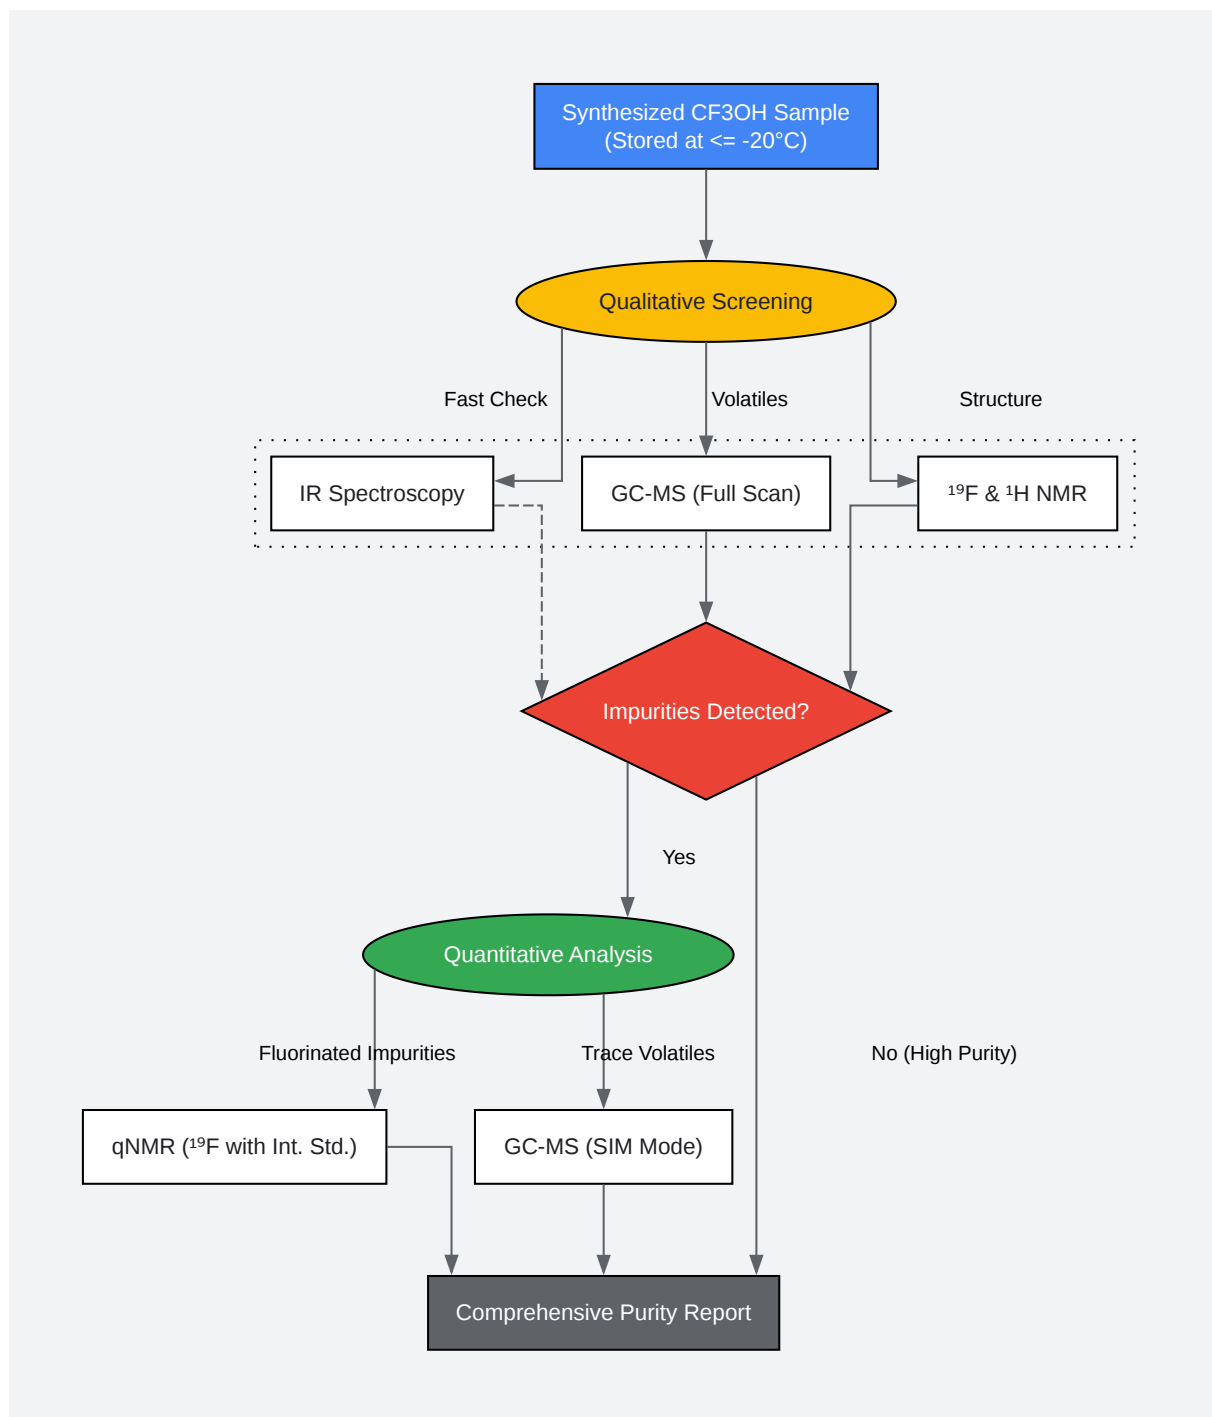 Synthesized CF3OH Sample
(Stored at <= -20°C)
Qualitative Screening
Fast Check
Volatiles
Structure
IR Spectroscopy
GC-MS (Full Scan)
¹⁹F & ¹H NMR
Impurities Detected?
Yes
Quantitative Analysis
Fluorinated Impurities
Trace Volatiles
No (High Purity)
qNMR (¹⁹F with Int. Std.)
GC-MS (SIM Mode)
Comprehensive Purity Report